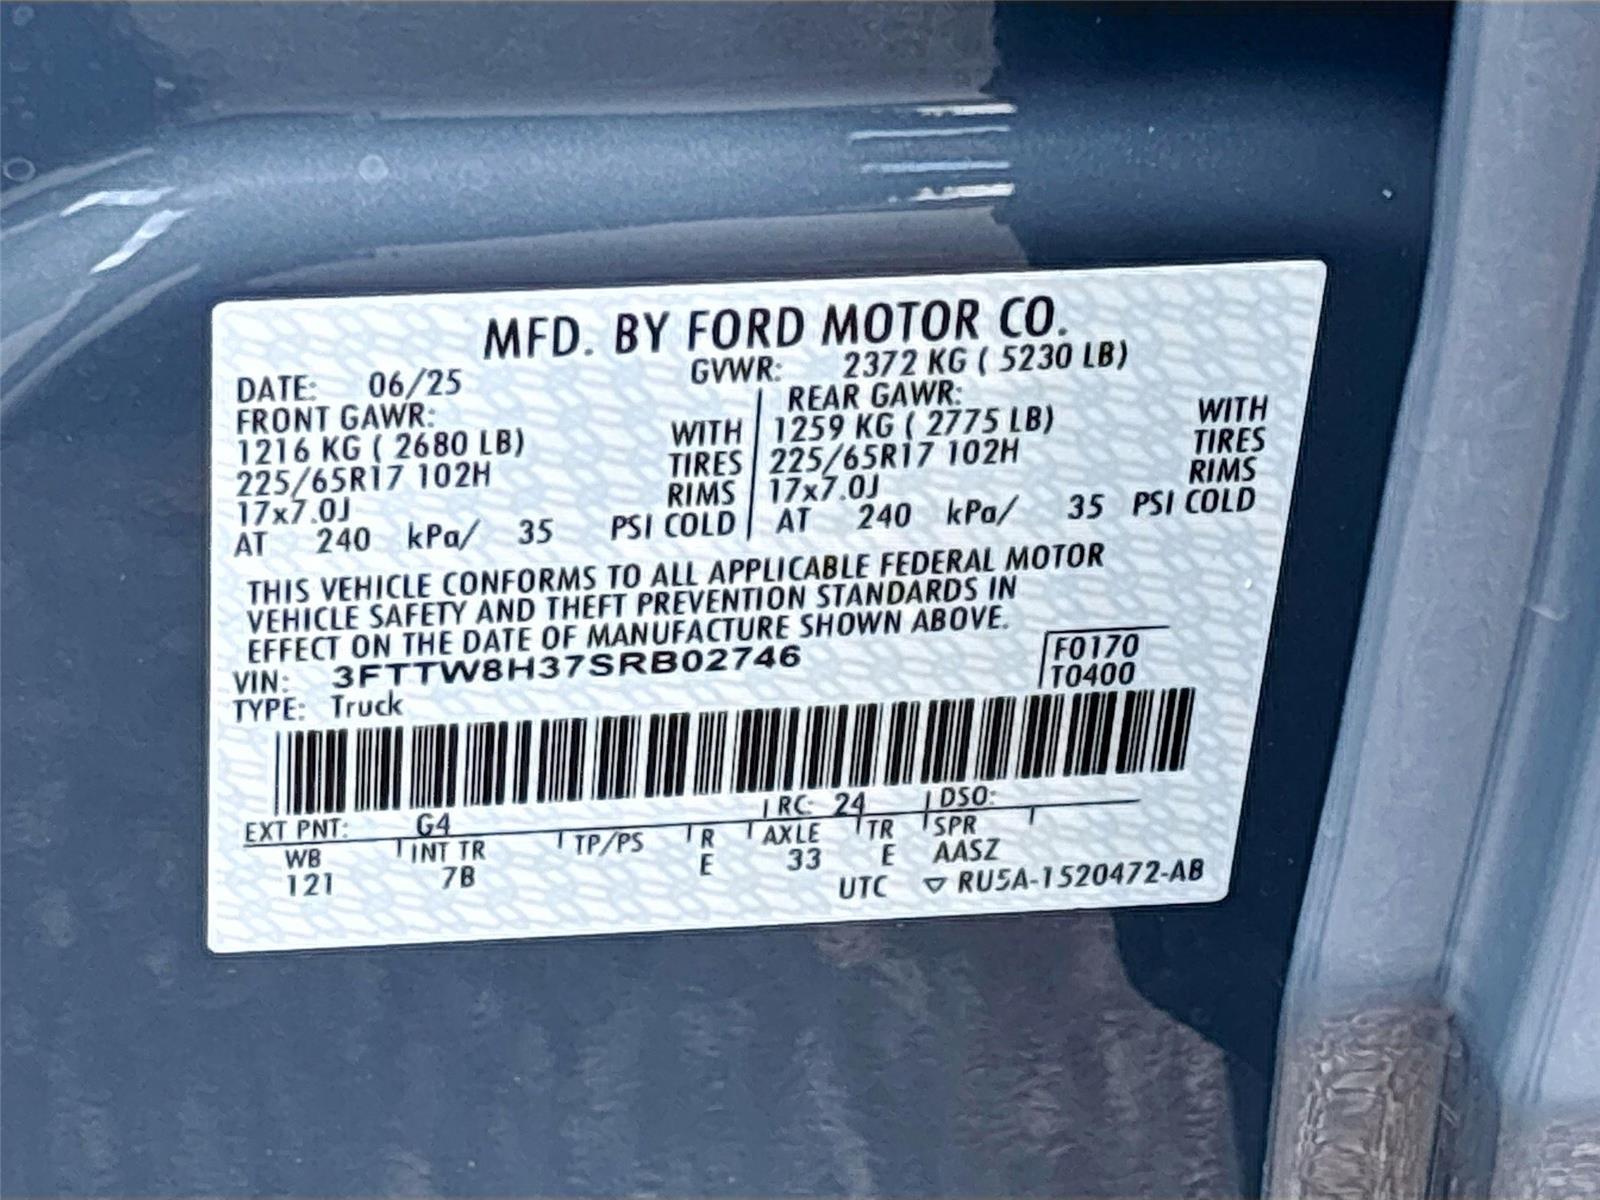 MFD. BY FORD MOTOR CO.
DATE: 06/25 GVWR: 2372 KG ( 5230 LB)
FRONT GAWR: REAR GAWR:
1216 KG ( 2680 LB) WITH 1259 KG ( 2775 LB) WITH
225/65R17 102H TIRES 225/65R17 102H TIRES
17x7.0J RIMS 17x7.0J RIMS
AT 240 kPa/ 35 PSI COLD AT 240 kPa/ 35 PSI COLD
THIS VEHICLE CONFORMS TO ALL APPLICABLE FEDERAL MOTOR
VEHICLE SAFETY AND THEFT PREVENTION STANDARDS IN
EFFECT ON THE DATE OF MANUFACTURE SHOWN ABOVE.
VIN: 3FTTW8H37SRB02746 F0170
TYPE: Truck T0400
EXT PNT: G4 RC: 24 DSO:
WB INT TR TP/PS R AXLE TR SPR
121 7B E 33 E AASZ
UTC ▽ RU5A-1520472-AB